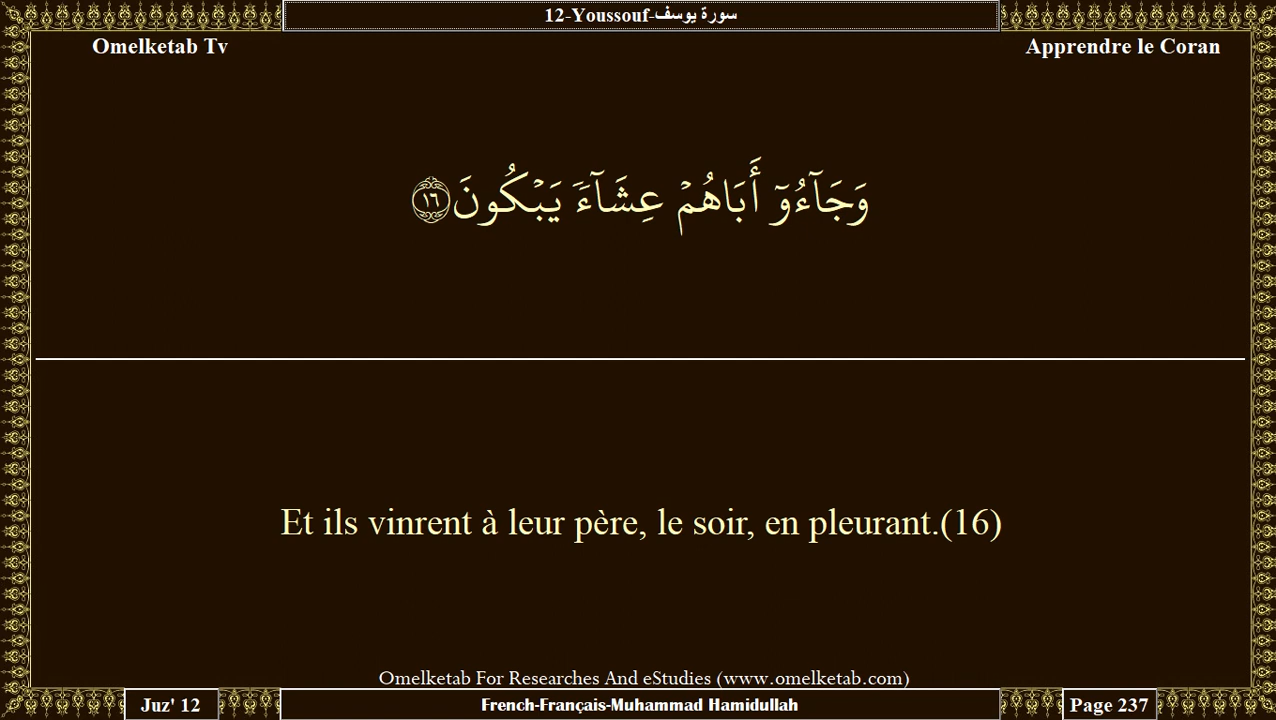 12-Youssouf-سورة يوسف
Omelketab Tv
Apprendre le Coran
وَجَآءُوٓ أَبَاهُمۡ عِشَآءٗ يَبۡكُونَ ١٦
Et ils vinrent à leur père, le soir, en pleurant.(16)
Omelketab For Researches And eStudies (www.omelketab.com)
Juz' 12
French-Français-Muhammad Hamidullah
Page 237